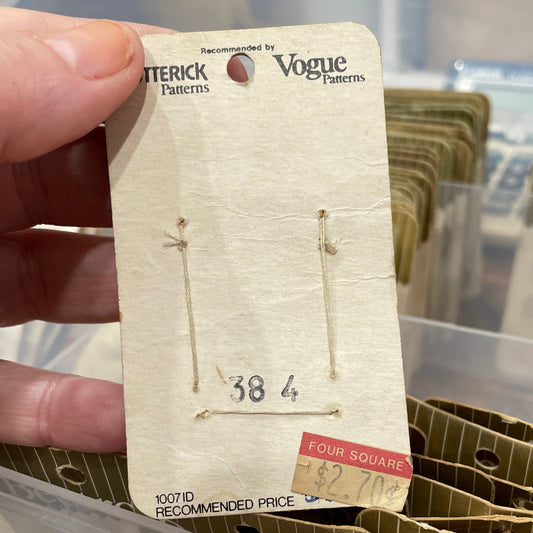 Recommended by
TTERICK Vogue
Patterns Patterns
38 4
FOUR SQUARE
$2.70¢
1007ID
RECOMMENDED PRICE